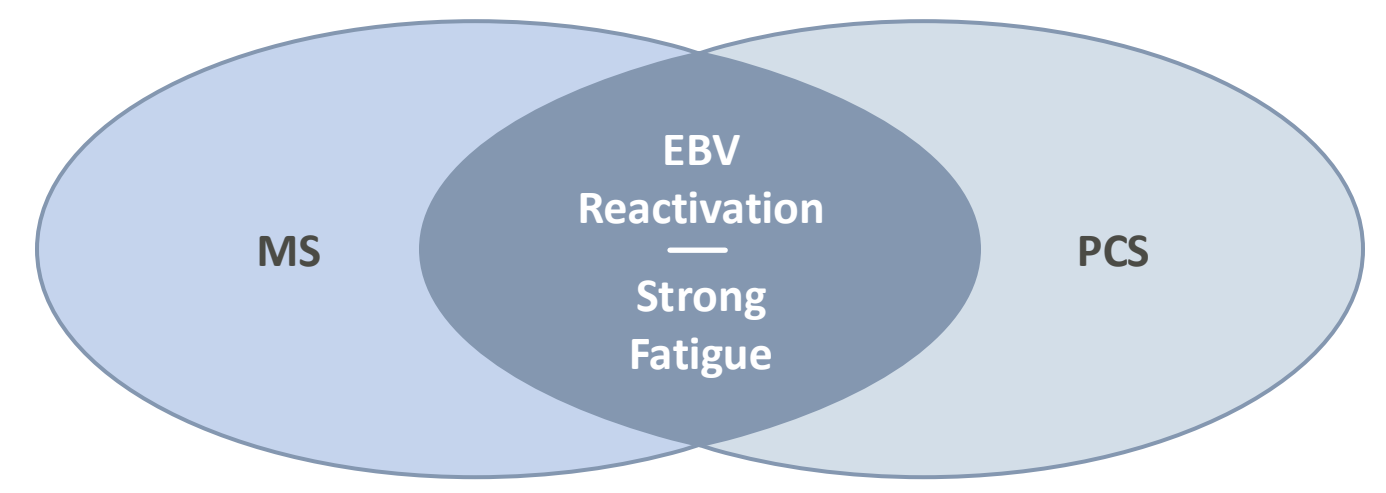 MS
EBV
Reactivation
Strong
Fatigue
PCS